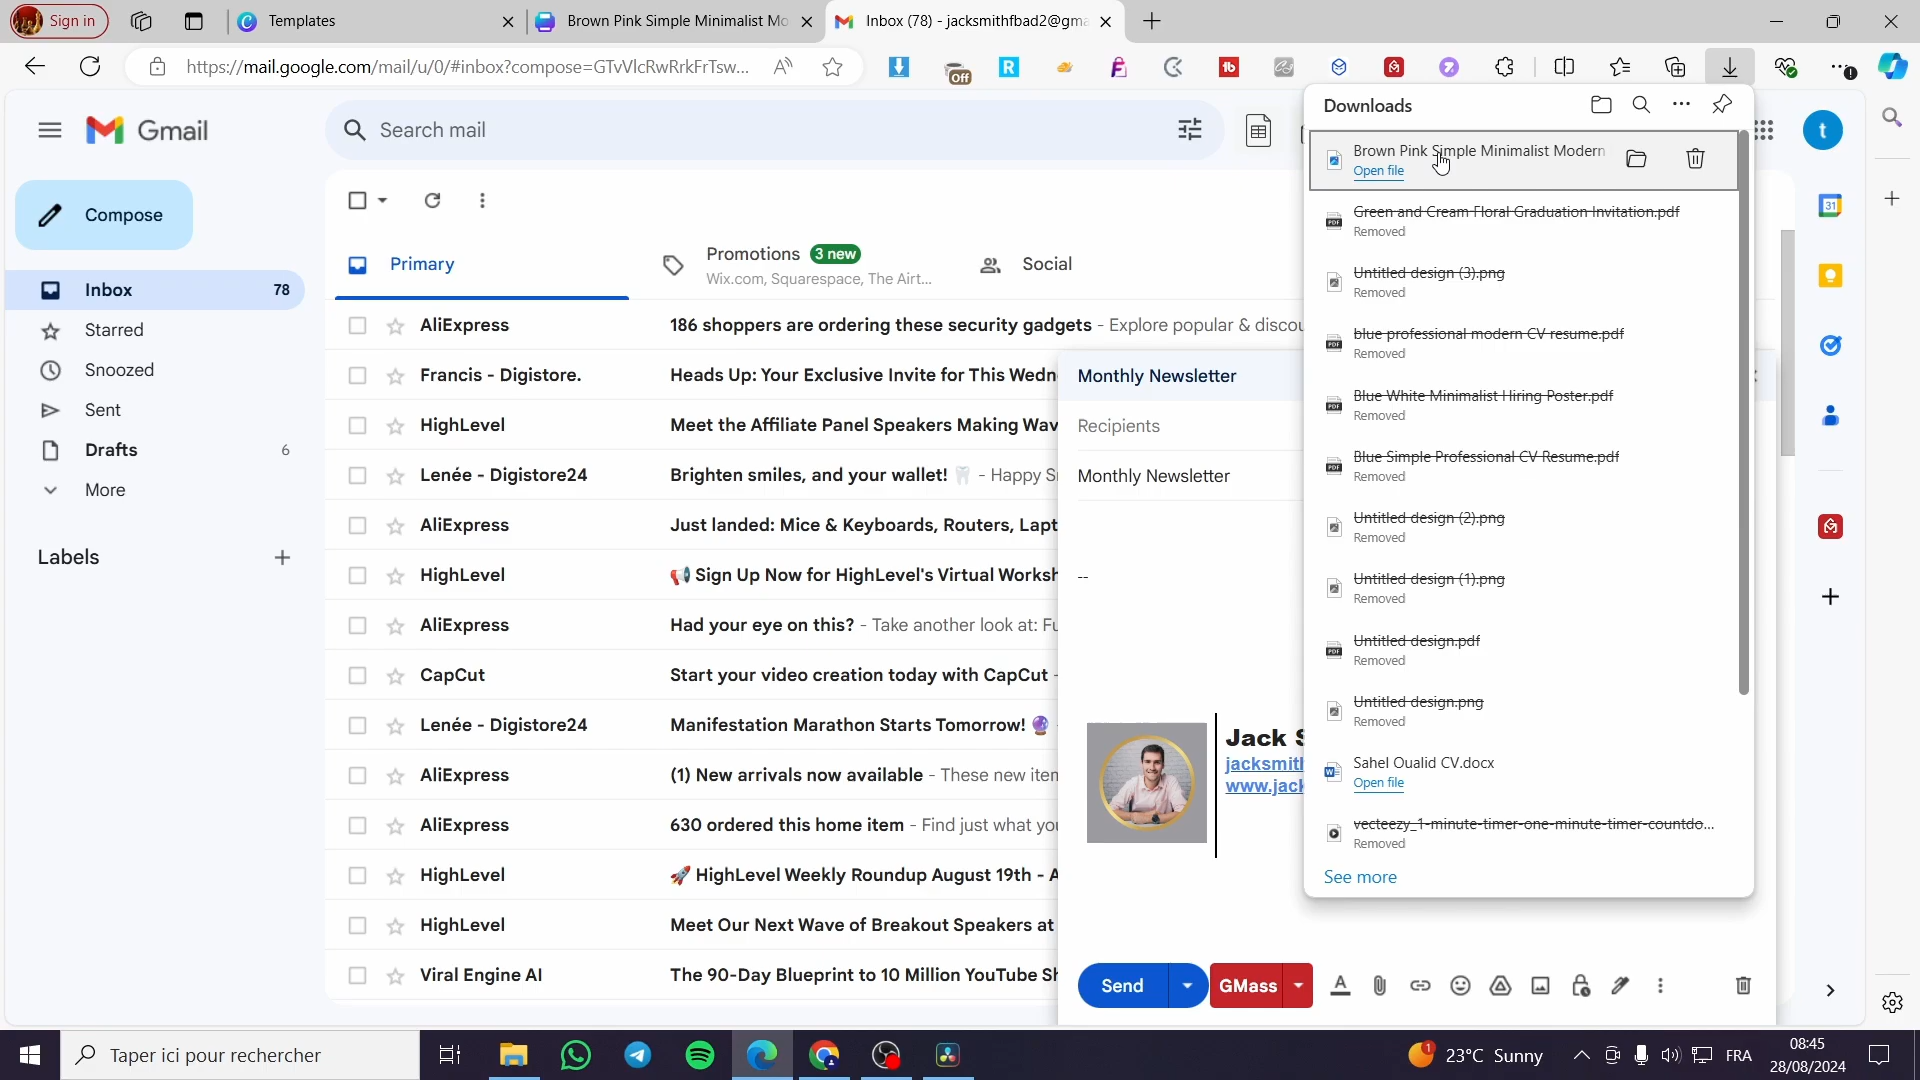 Sign in
Templates
Brown Pink Simple Minimalist Mo
Inbox (78) - jacksmithfbad2@gma
https://mail.google.com/mail/u/0/#inbox?compose=GTvVlcRwRrkFrTsw...
Off
Gmail
Search mail
Compose
Inbox 78
Starred
Snoozed
Sent
Drafts 6
More
Labels
Primary
Promotions 3 new
Wix.com, Squarespace, The Airt...
Social
AliExpress 186 shoppers are ordering these security gadgets - Explore popular & discou
Francis - Digistore. Heads Up: Your Exclusive Invite for This Wedn
HighLevel Meet the Affiliate Panel Speakers Making Wav
Lenée - Digistore24 Brighten smiles, and your wallet! 🦷 - Happy S
AliExpress Just landed: Mice & Keyboards, Routers, Lapt
HighLevel 📢 Sign Up Now for HighLevel's Virtual Worksh
AliExpress Had your eye on this? - Take another look at: Fu
CapCut Start your video creation today with CapCut -
Lenée - Digistore24 Manifestation Marathon Starts Tomorrow! 🔮 -
AliExpress (1) New arrivals now available - These new iten
AliExpress 630 ordered this home item - Find just what you
HighLevel 🚀 HighLevel Weekly Roundup August 19th - A
HighLevel Meet Our Next Wave of Breakout Speakers at
Viral Engine AI The 90-Day Blueprint to 10 Million YouTube Sh
Monthly Newsletter
Recipients
Monthly Newsletter
--
Jack S
jacksmith
www.jack
Send
GMass
Downloads
Brown Pink Simple Minimalist Modern
Open file
Green and Cream Floral Graduation Invitation.pdf
Removed
Untitled design (3).png
Removed
blue professional modern CV resume.pdf
Removed
Blue White Minimalist Hiring Poster.pdf
Removed
Blue Simple Professional CV Resume.pdf
Removed
Untitled design (2).png
Removed
Untitled design (1).png
Removed
Untitled design.pdf
Removed
Untitled design.png
Removed
Sahel Oualid CV.docx
Open file
vecteezy_1-minute-timer-one-minute-timer-countdo...
Removed
See more
t
31
Taper ici pour rechercher
1
23°C Sunny
FRA
08:45
28/08/2024